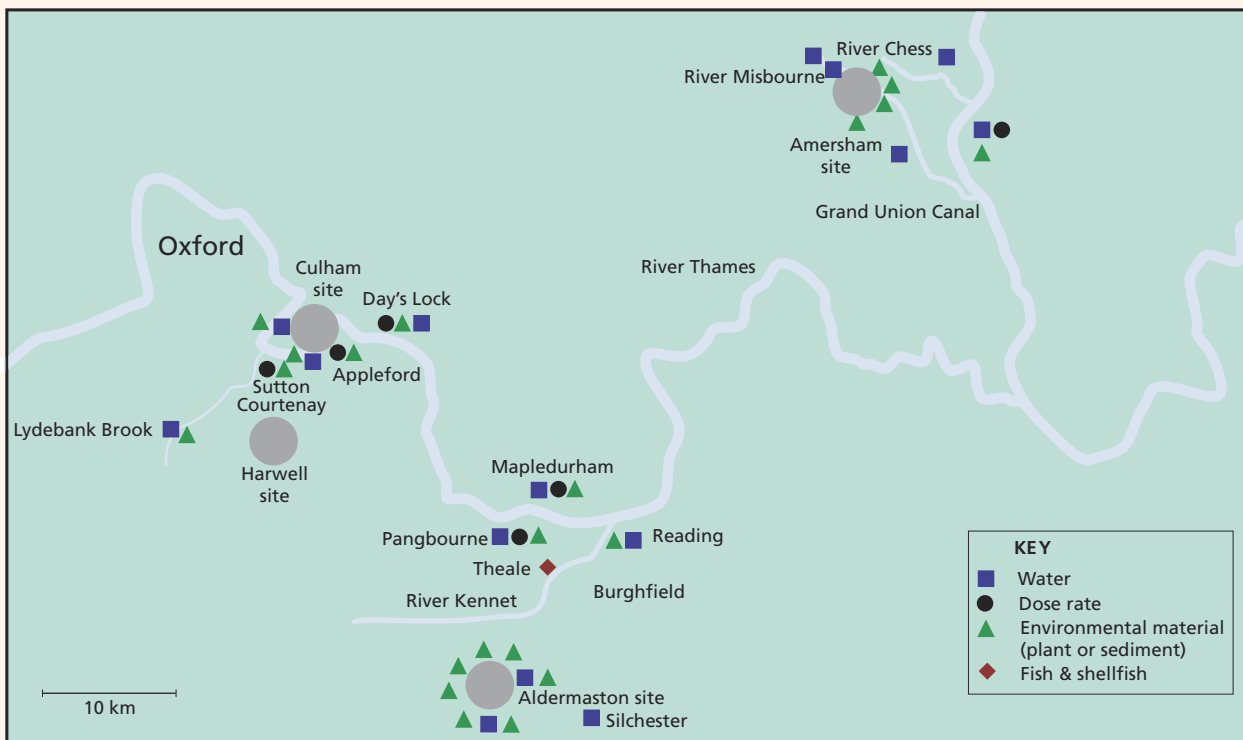 River Chess
River Misbourne
Amersham
site
Grand Union Canal
Oxford
River Thames
Culham
site
Day's Lock
Appleford
Sutton
Courtenay
Lydebank Brook
Harwell
site
Mapledurham
Pangbourne
Reading
Theale
Burghfield
River Kennet
Aldermaston site
Silchester
10 km
KEY
Water
Dose rate
Environmental material
(plant or sediment)
Fish & shellfish